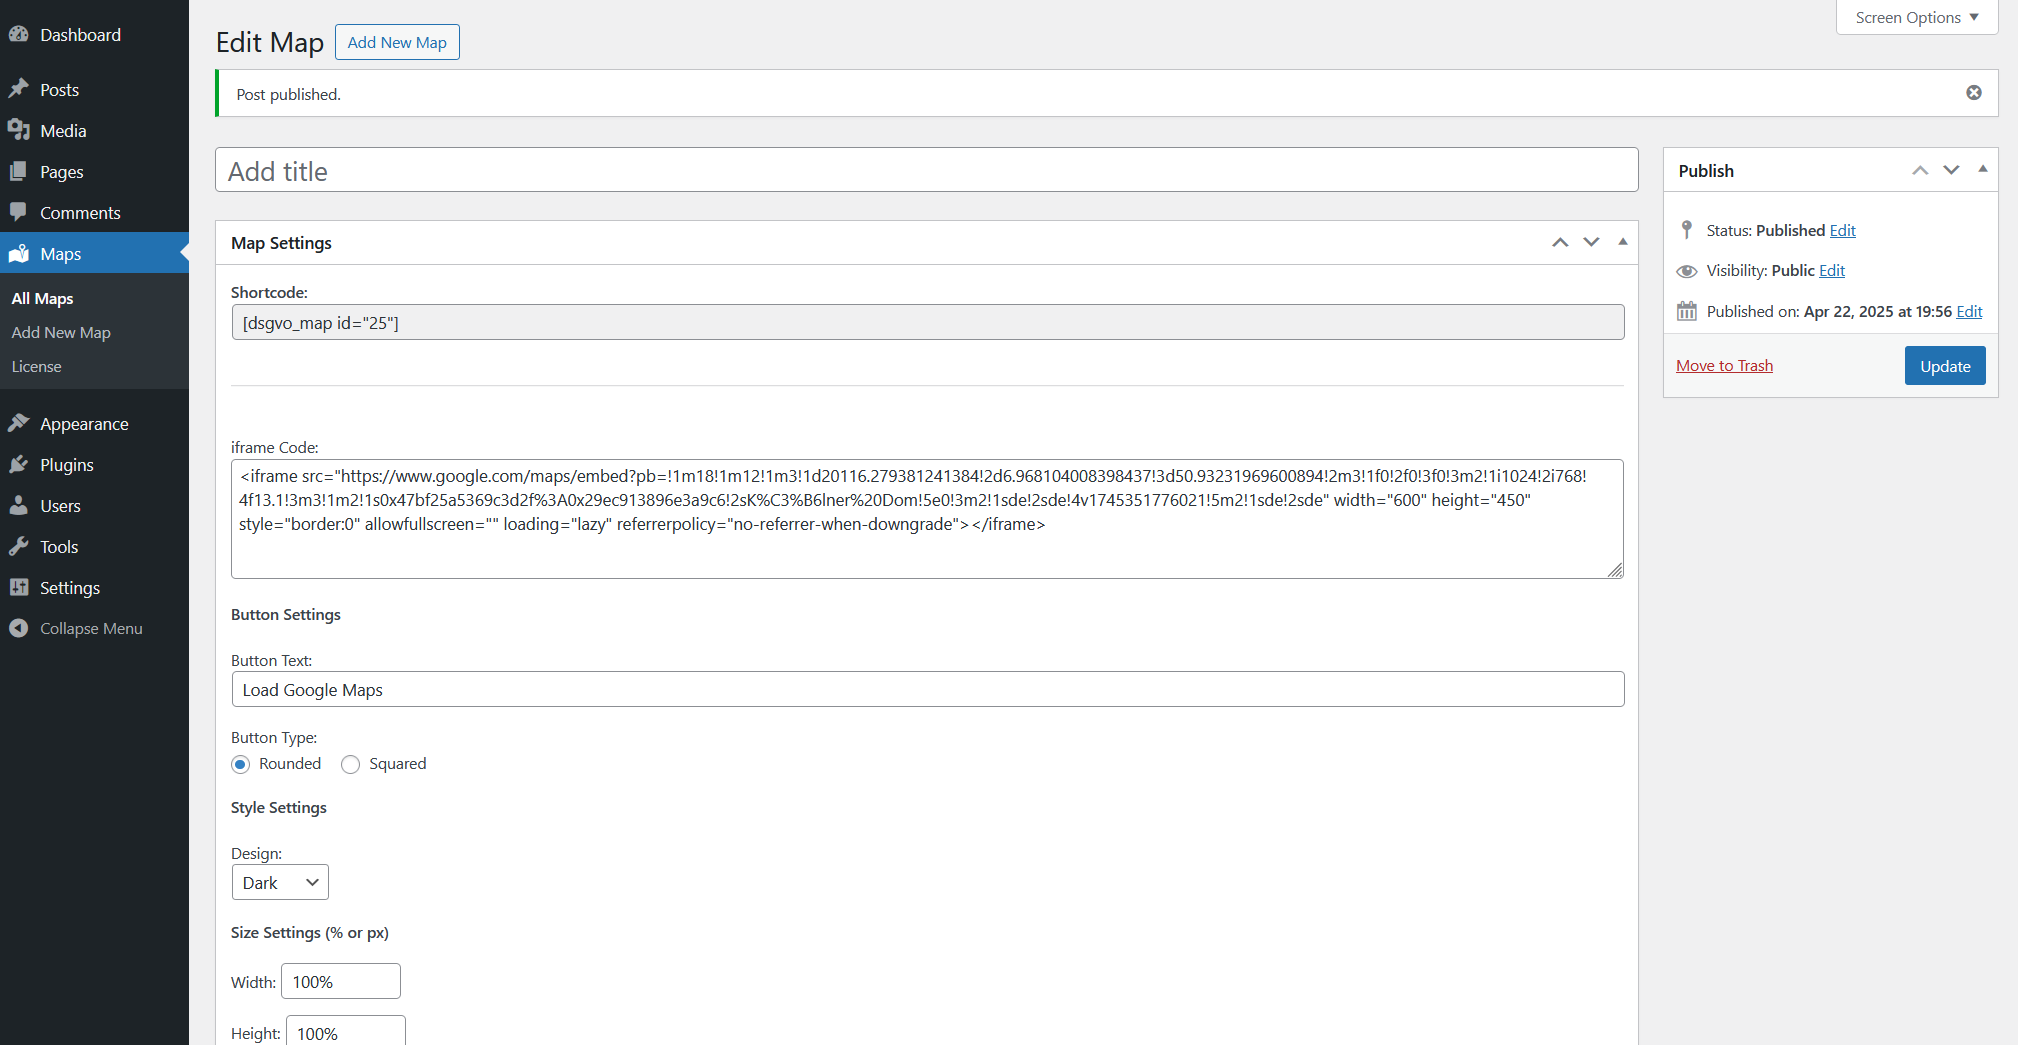 Dashboard
Posts
Media
Pages
Comments
Maps
All Maps
Add New Map
License
Appearance
Plugins
Users
Tools
Settings
Collapse Menu
Screen Options
Edit Map
Add New Map
Post published.
Add title
Map Settings
Shortcode:
[dsgvo_map id="25"]
iframe Code:
<iframe src="https://www.google.com/maps/embed?pb=!1m18!1m12!1m3!1d20116.279381241384!2d6.968104008398437!3d50.93231969600894!2m3!1f0!2f0!3f0!3m2!1i1024!2i768!
4f13.1!3m3!1m2!1s0x47bf25a5369c3d2f%3A0x29ec913896e3a9c6!2sK%C3%B6lner%20Dom!5e0!3m2!1sde!2sde!4v1745351776021!5m2!1sde!2sde" width="600" height="450"
style="border:0" allowfullscreen="" loading="lazy" referrerpolicy="no-referrer-when-downgrade"></iframe>
Button Settings
Button Text:
Load Google Maps
Button Type:
Rounded Squared
Style Settings
Design:
Dark
Size Settings (% or px)
Width: 100%
Height: 100%
Publish
Status: Published Edit
Visibility: Public Edit
Published on: Apr 22, 2025 at 19:56 Edit
Move to Trash
Update